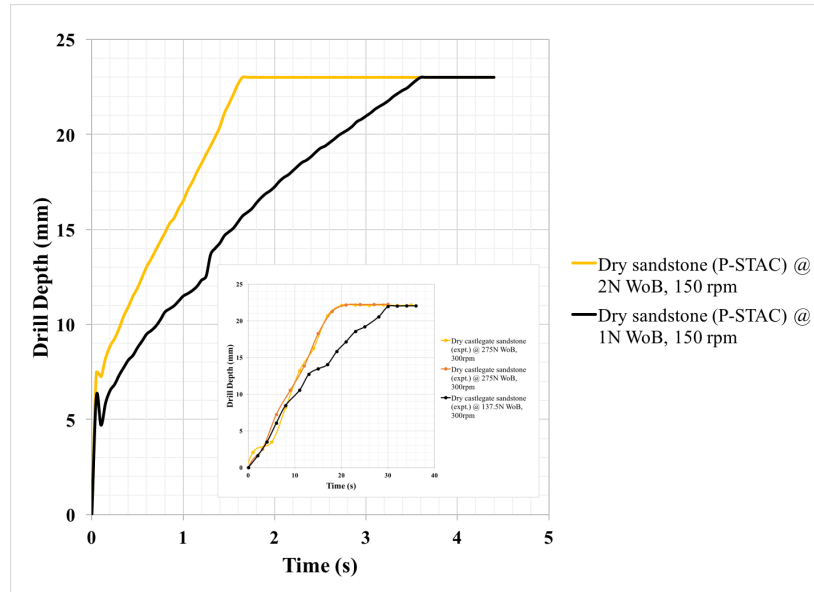 25
20
15
10
5
0
0
1
2
3
4
5
Drill Depth (mm)
Time (s)
Dry sandstone (P-STAC) @
2N WoB, 150 rpm
Dry sandstone (P-STAC) @
1N WoB, 150 rpm
25
20
15
10
5
0
0
10
20
30
40
Drill Depth (mm)
Time (s)
Dry castlegate sandstone
(expt.) @ 275N WoB,
300rpm
Dry castlegate sandstone
(expt.) @ 275N WoB,
300rpm
Dry castlegate sandstone
(expt.) @ 137.5N WoB,
300rpm